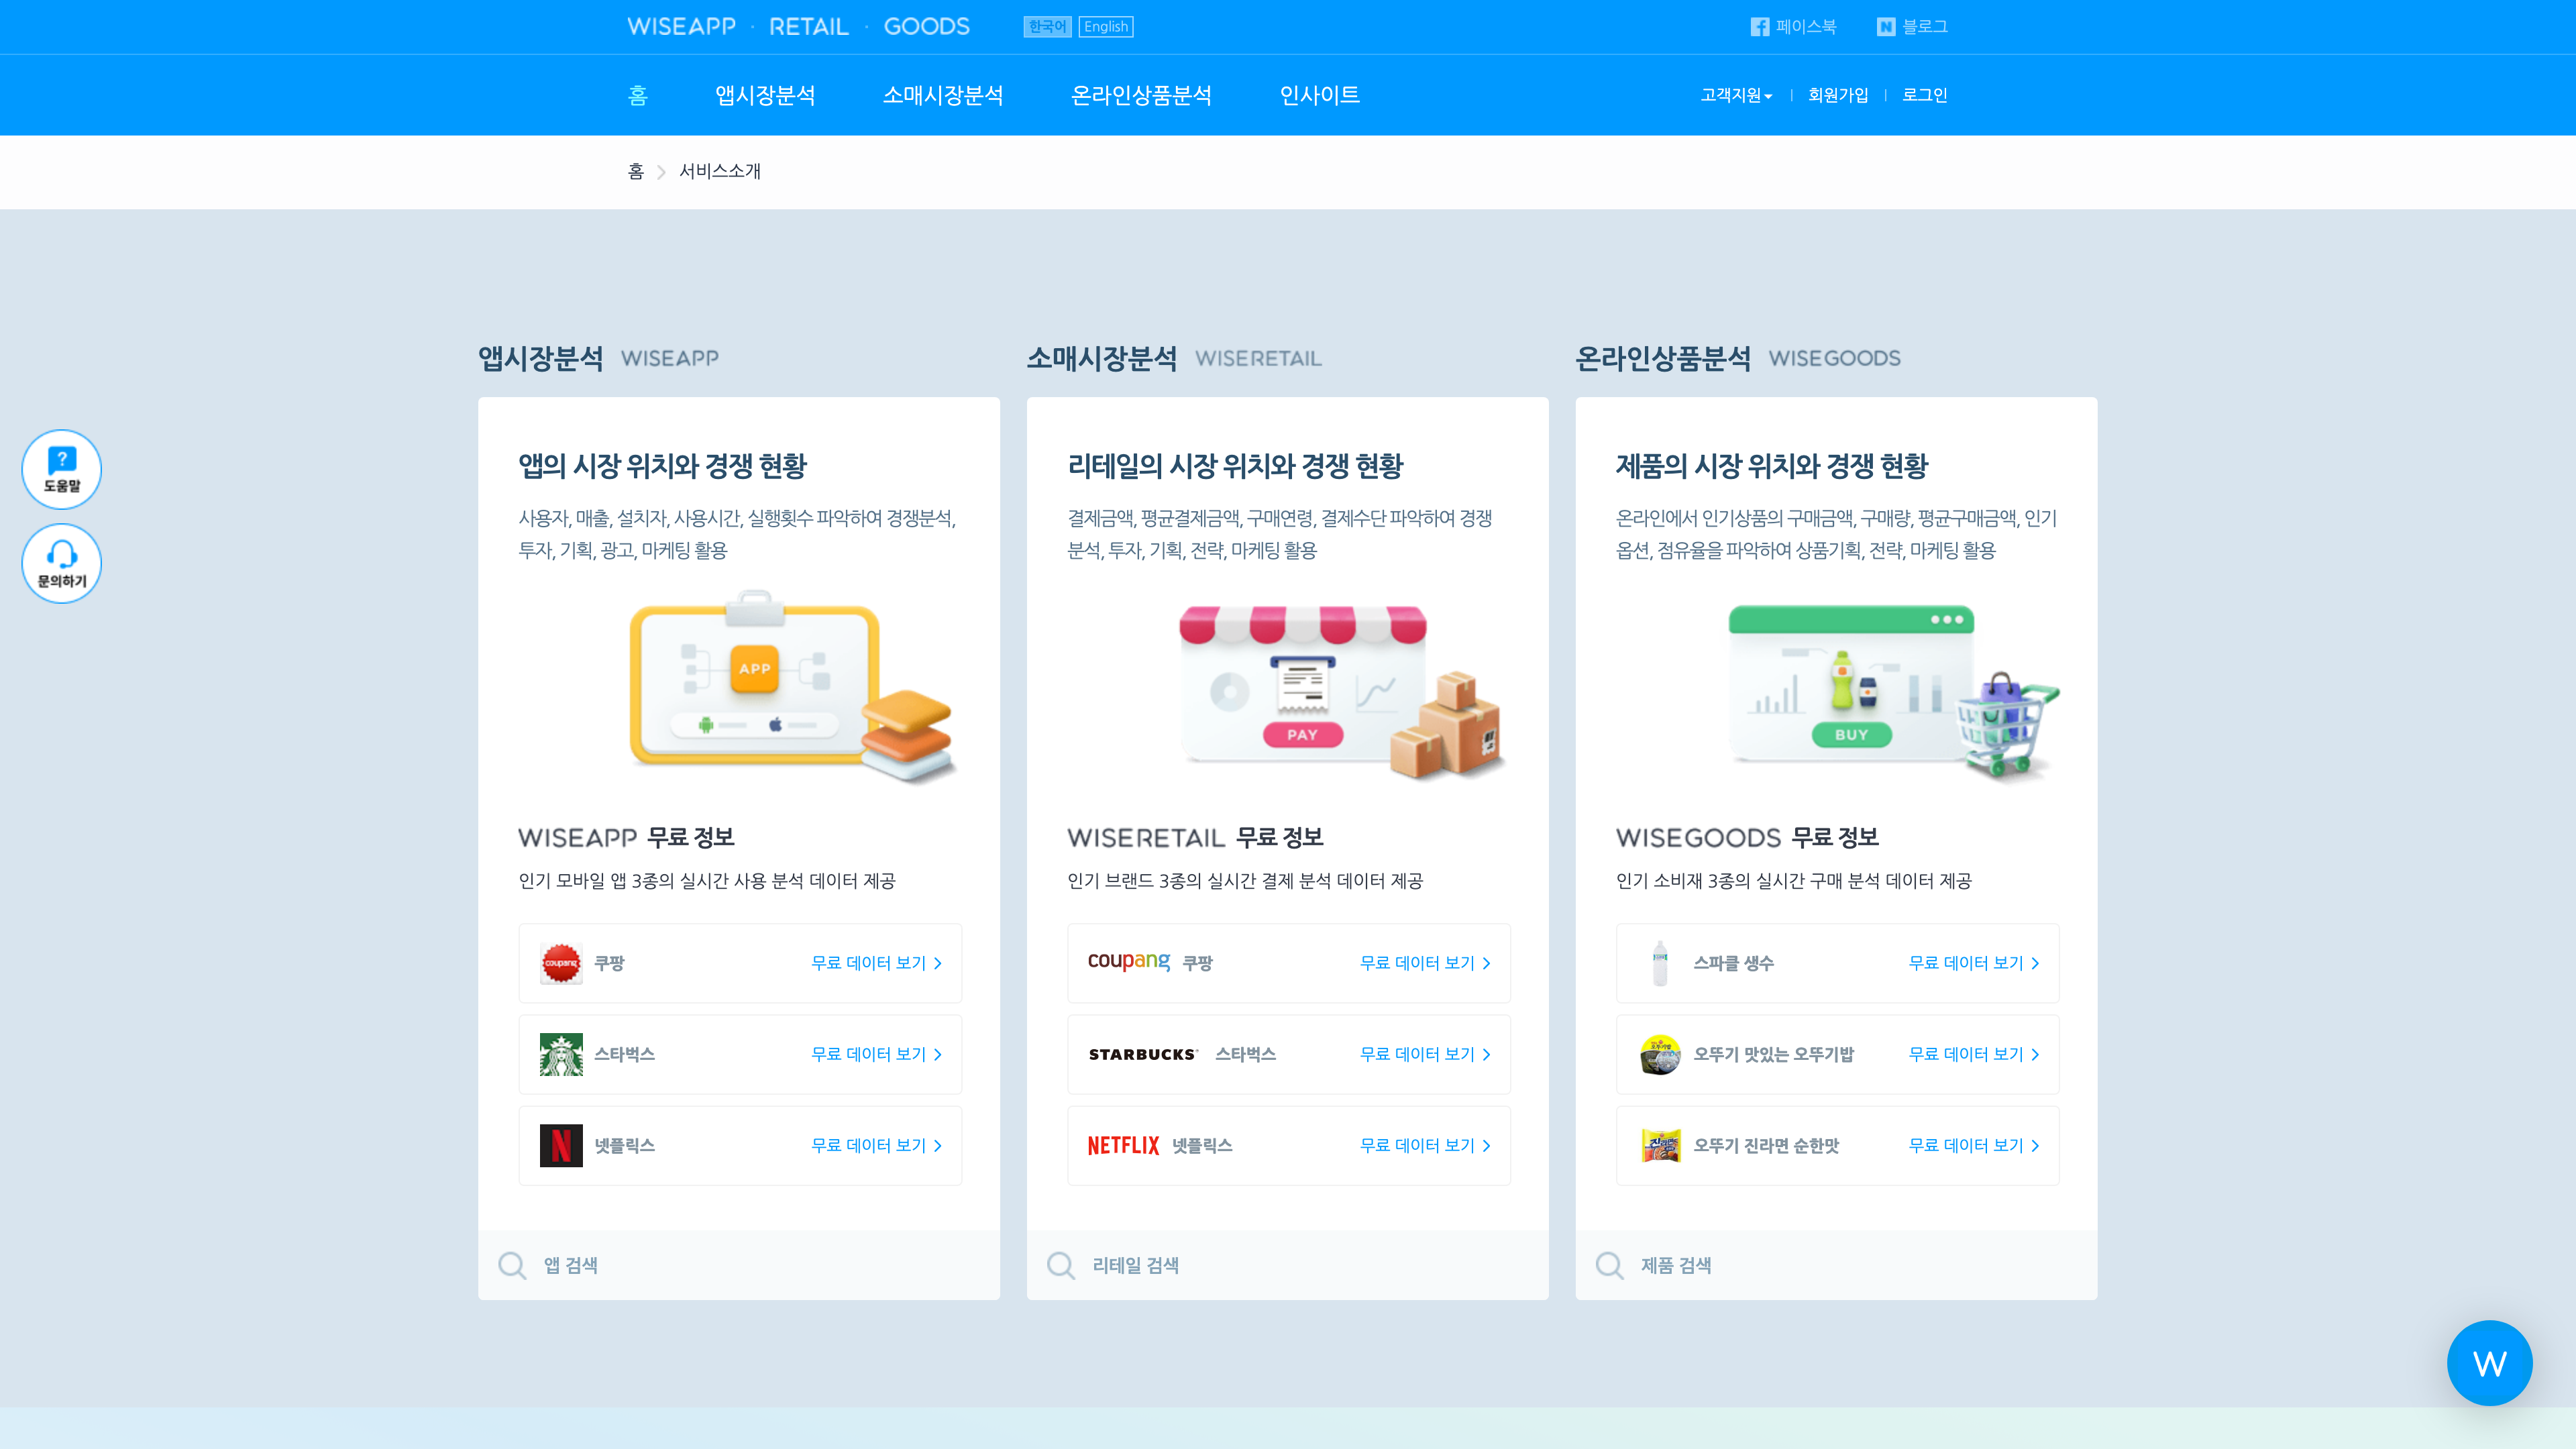 WISEAPP · RETAIL · GOODS
한국어
English
페이스북
블로그
홈
앱시장분석
소매시장분석
온라인상품분석
인사이트
고객지원
회원가입
로그인
홈
서비스소개
도움말
문의하기
앱시장분석 WISEAPP
앱의 시장 위치와 경쟁 현황
사용자, 매출, 설치자, 사용시간, 실행횟수 파악하여 경쟁분석,
투자, 기획, 광고, 마케팅 활용
APP
WISEAPP 무료 정보
인기 모바일 앱 3종의 실시간 사용 분석 데이터 제공
coupang 쿠팡 무료 데이터 보기
스타벅스 무료 데이터 보기
N 넷플릭스 무료 데이터 보기
앱 검색
소매시장분석 WISERETAIL
리테일의 시장 위치와 경쟁 현황
결제금액, 평균결제금액, 구매연령, 결제수단 파악하여 경쟁
분석, 투자, 기획, 전략, 마케팅 활용
PAY
WISERETAIL 무료 정보
인기 브랜드 3종의 실시간 결제 분석 데이터 제공
coupang 쿠팡 무료 데이터 보기
STARBUCKS 스타벅스 무료 데이터 보기
NETFLIX 넷플릭스 무료 데이터 보기
리테일 검색
온라인상품분석 WISEGOODS
제품의 시장 위치와 경쟁 현황
온라인에서 인기상품의 구매금액, 구매량, 평균구매금액, 인기
옵션, 점유율을 파악하여 상품기획, 전략, 마케팅 활용
BUY
WISEGOODS 무료 정보
인기 소비재 3종의 실시간 구매 분석 데이터 제공
스파클 생수 무료 데이터 보기
오뚜기 맛있는 오뚜기밥 무료 데이터 보기
오뚜기 진라면 순한맛 무료 데이터 보기
제품 검색
W